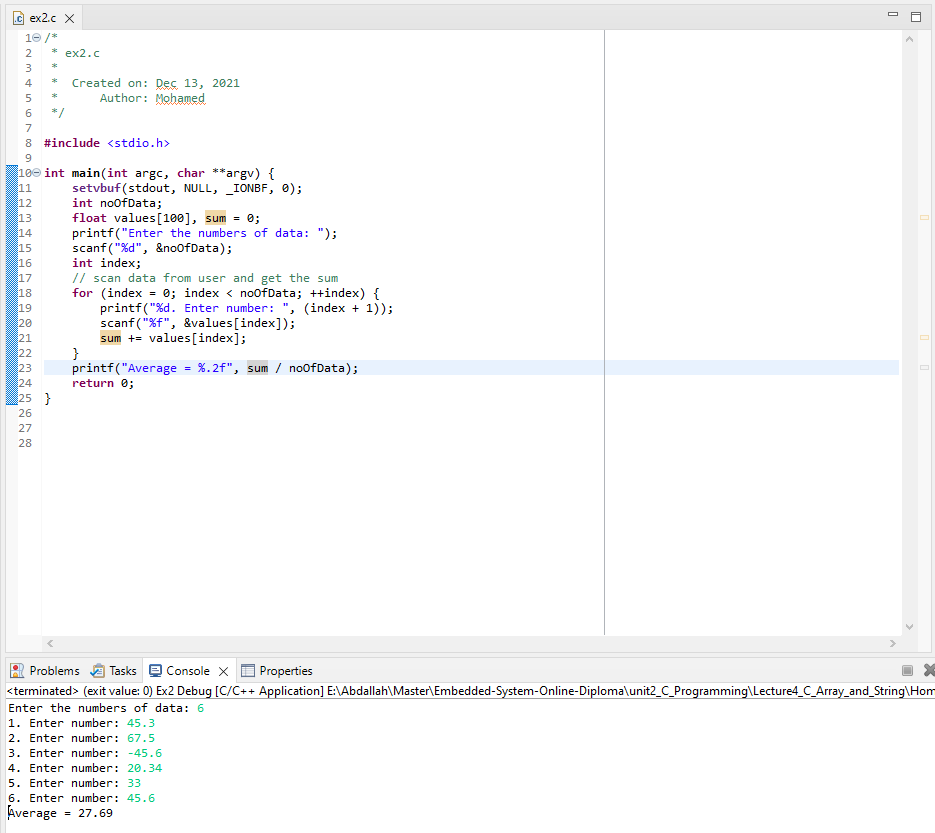 ex2.c
1 /*
2  * ex2.c
3  *
4  *  Created on: Dec 13, 2021
5  *      Author: Mohamed
6  */
7
8 #include <stdio.h>
9
10 int main(int argc, char **argv) {
11     setvbuf(stdout, NULL, _IONBF, 0);
12     int noOfData;
13     float values[100], sum = 0;
14     printf("Enter the numbers of data: ");
15     scanf("%d", &noOfData);
16     int index;
17     // scan data from user and get the sum
18     for (index = 0; index < noOfData; ++index) {
19         printf("%d. Enter number: ", (index + 1));
20         scanf("%f", &values[index]);
21         sum += values[index];
22     }
23     printf("Average = %.2f", sum / noOfData);
24     return 0;
25 }
26
27
28
Problems Tasks Console Properties
<terminated> (exit value: 0) Ex2 Debug [C/C++ Application] E:\Abdallah\Master\Embedded-System-Online-Diploma\unit2_C_Programming\Lecture4_C_Array_and_String\Hom
Enter the numbers of data: 6
1. Enter number: 45.3
2. Enter number: 67.5
3. Enter number: -45.6
4. Enter number: 20.34
5. Enter number: 33
6. Enter number: 45.6
Average = 27.69